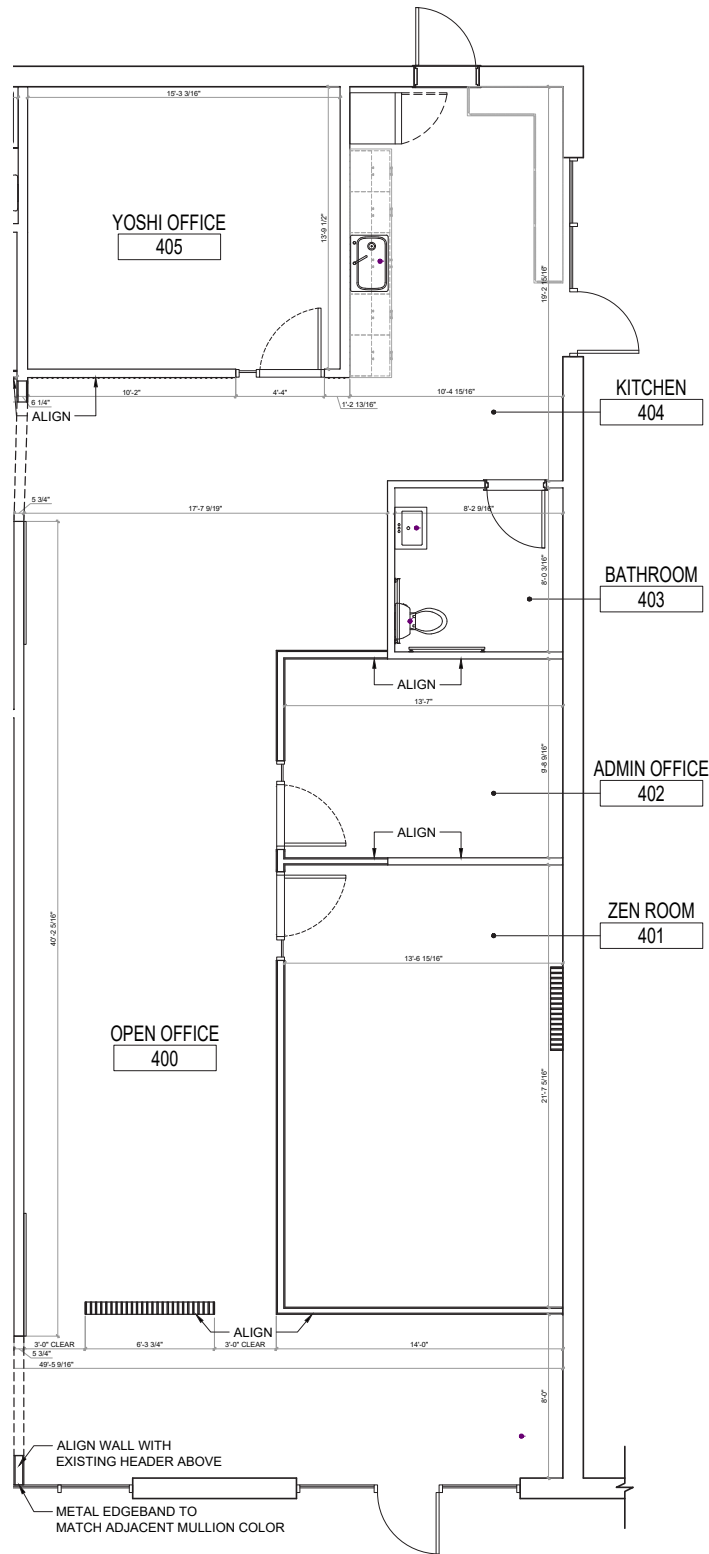 15'-3 3/16"
YOSHI OFFICE
405
13'-9 1/2"
19'-2 15/16"
10'-2"
4'-4"
10'-4 15/16"
6 1/4"
1'-2 13/16"
ALIGN
KITCHEN
404
5 3/4"
17'-7 9/19"
8'-2 9/16"
8'-0 3/16"
BATHROOM
403
ALIGN
13'-7"
9'-8 9/16"
ADMIN OFFICE
402
ALIGN
ZEN ROOM
401
40'-2 5/16"
13'-6 15/16"
OPEN OFFICE
400
21'-7 5/16"
ALIGN
3'-0" CLEAR
6'-3 3/4"
3'-0" CLEAR
14'-0"
5 3/4"
49'-5 9/16"
8'-0"
ALIGN WALL WITH
EXISTING HEADER ABOVE
METAL EDGEBAND TO
MATCH ADJACENT MULLION COLOR